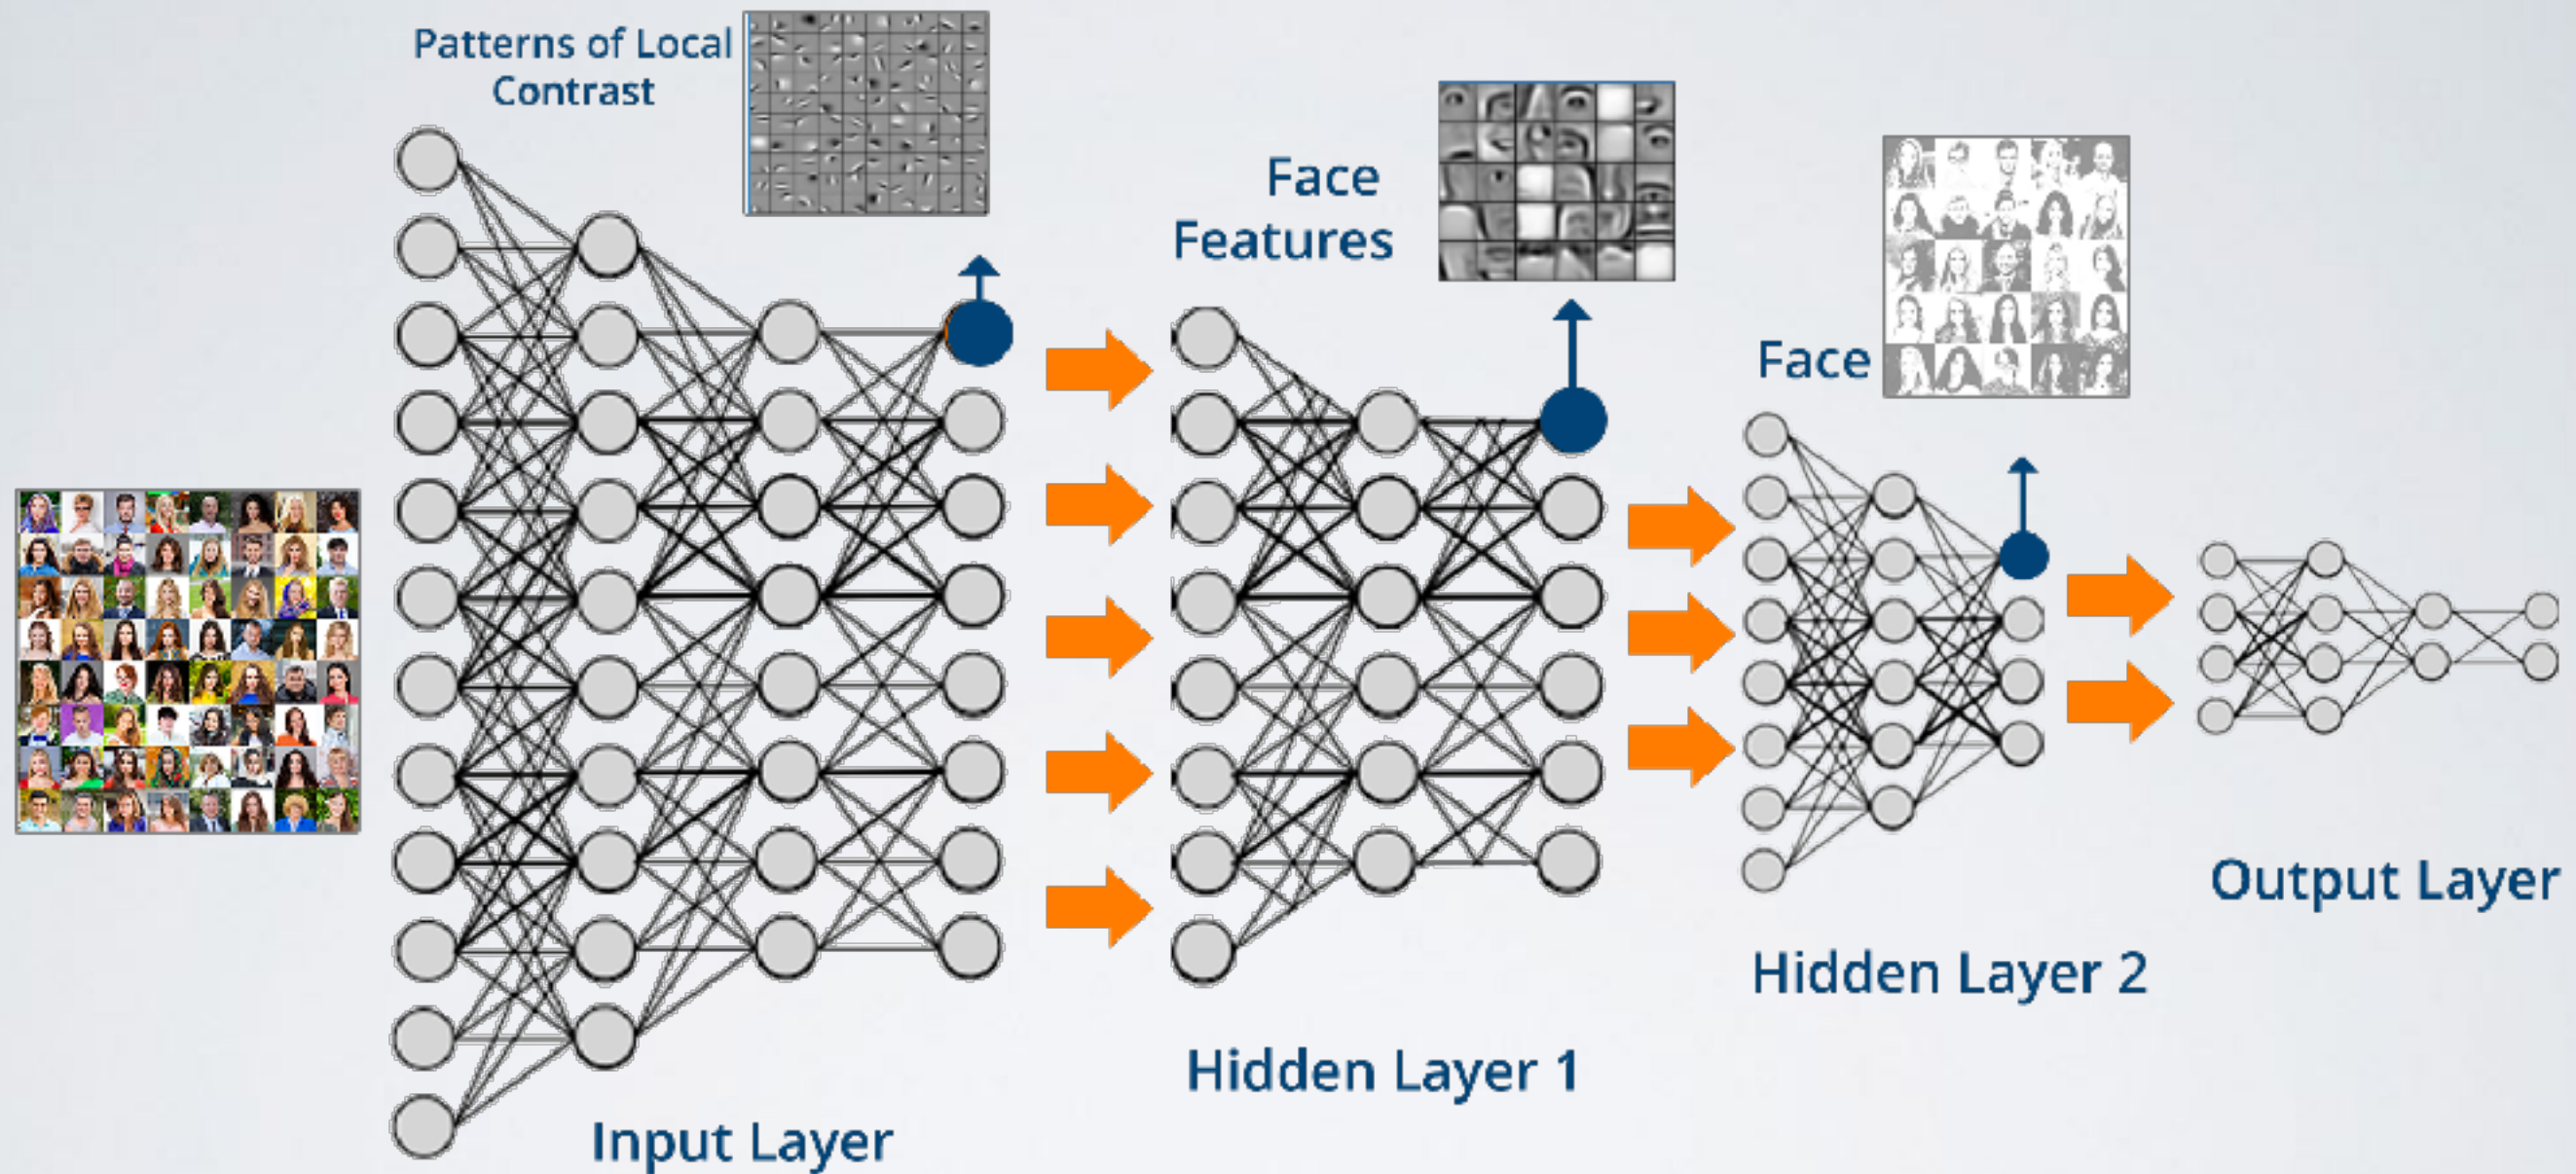 Patterns of Local
Contrast
Face
Features
Face
Input Layer
Hidden Layer 1
Hidden Layer 2
Output Layer